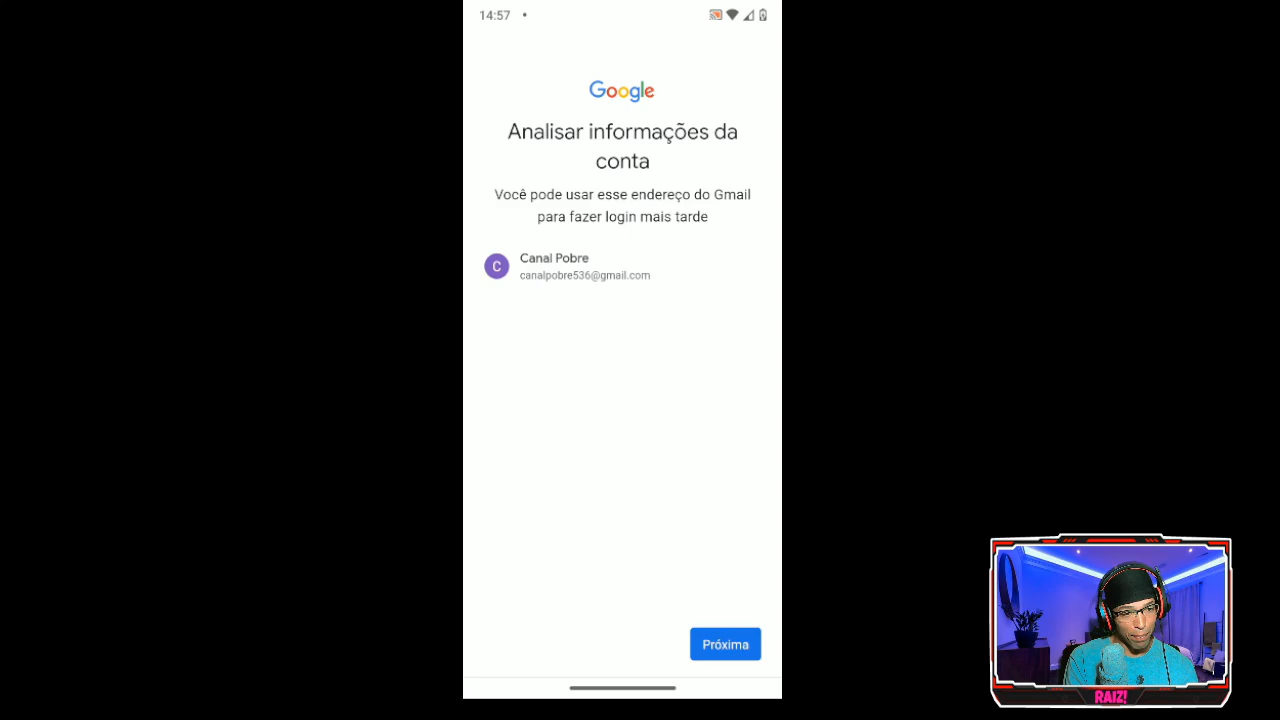 14:57
Google
Analisar informações da
conta
Você pode usar esse endereço do Gmail
para fazer login mais tarde
C
Canal Pobre
canalpobre536@gmail.com
Próxima
RAIZ!